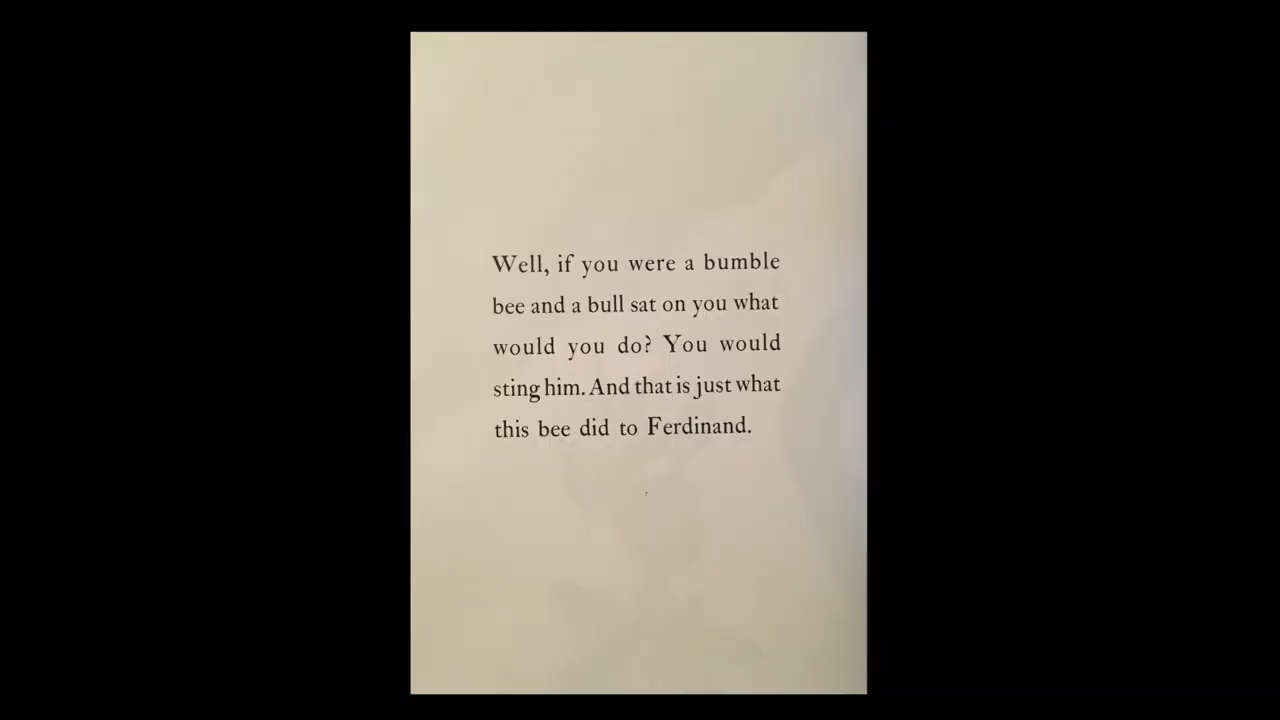 Well, if you were a bumble
bee and a bull sat on you what
would you do? You would
sting him. And that is just what
this bee did to Ferdinand.